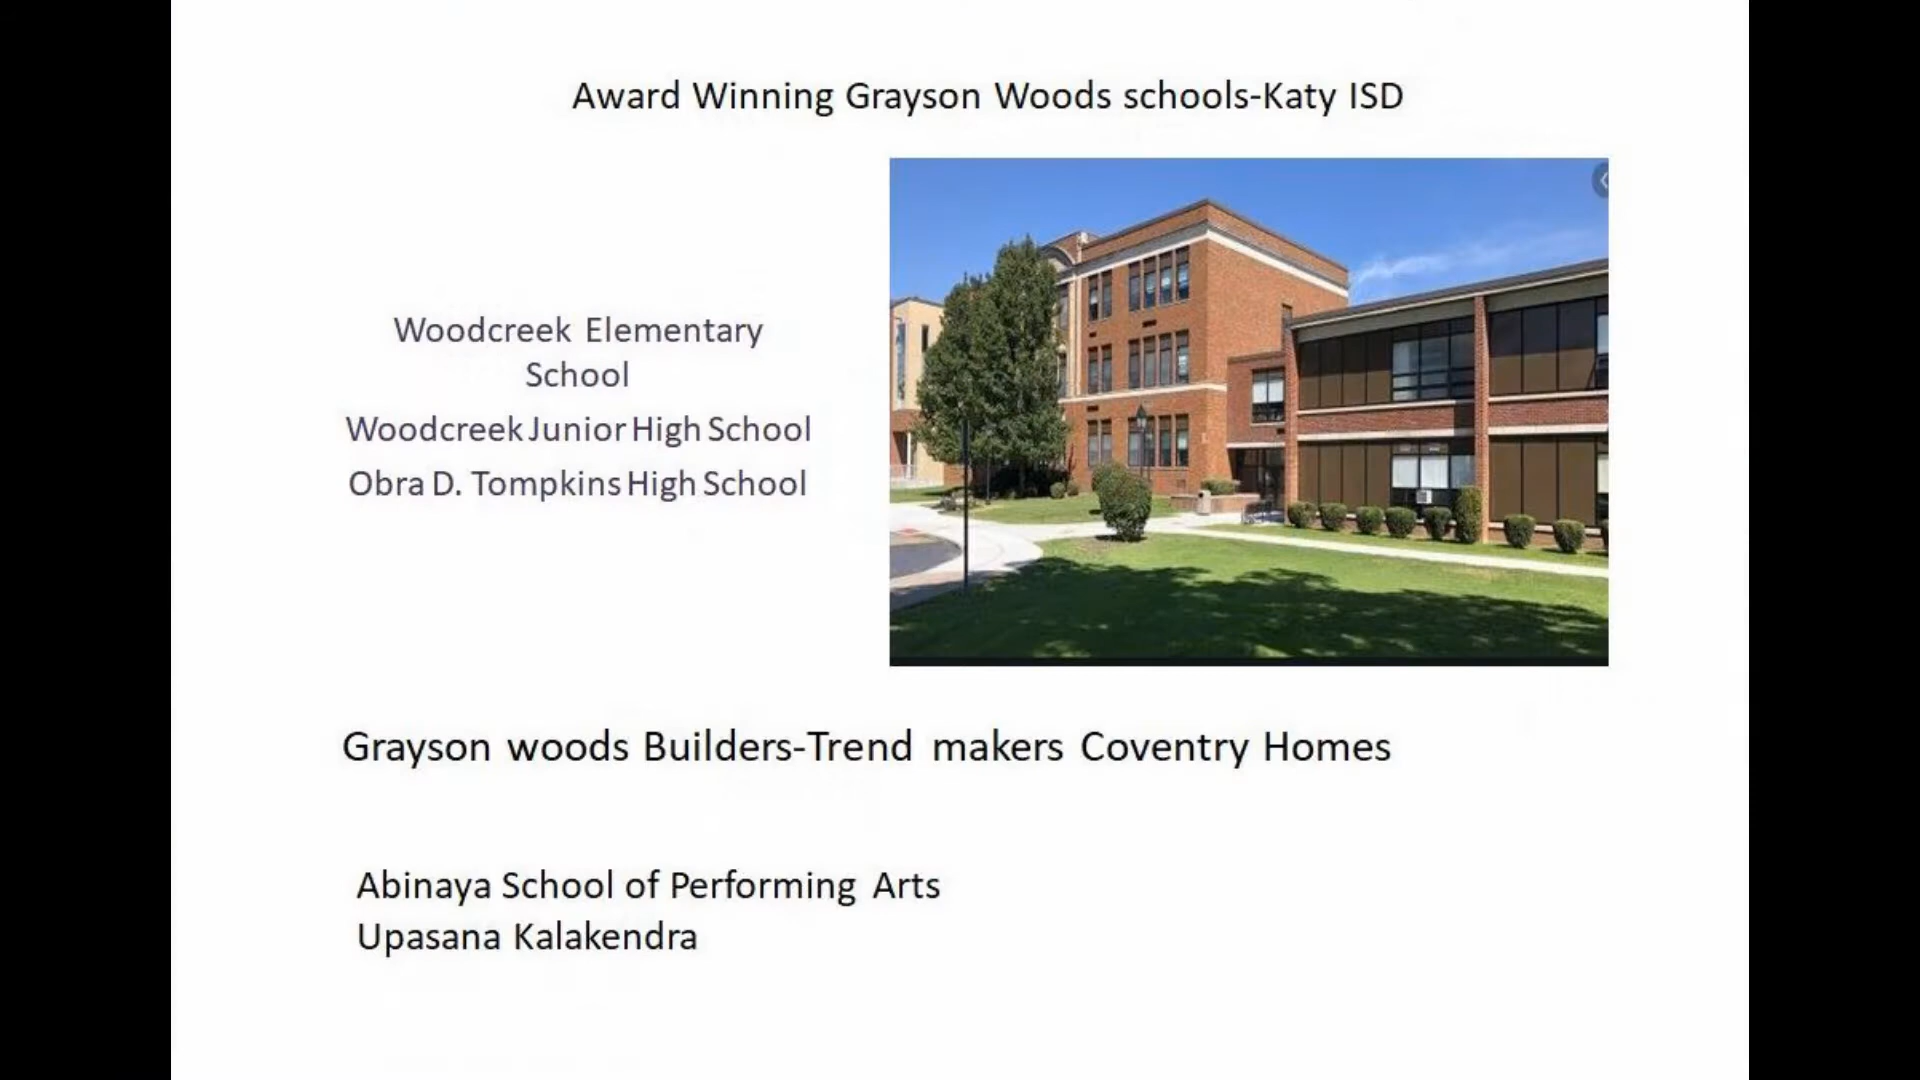 Award Winning Grayson Woods schools-Katy ISD
Woodcreek Elementary
School
Woodcreek Junior High School
Obra D. Tompkins High School
Grayson woods Builders-Trend makers Coventry Homes
Abinaya School of Performing Arts
Upasana Kalakendra